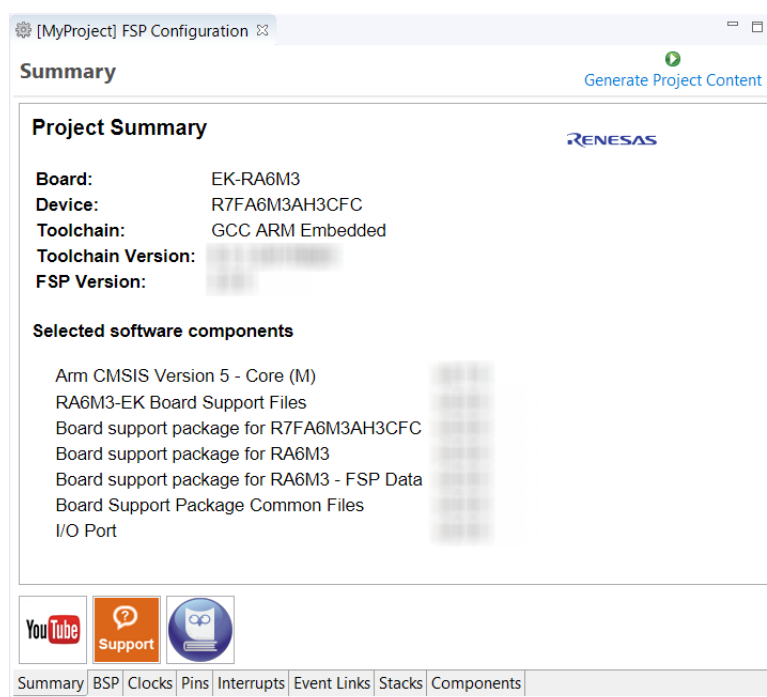 [MyProject] FSP Configuration
Summary
Generate Project Content
Project Summary
RENESAS
Board: EK-RA6M3
Device: R7FA6M3AH3CFC
Toolchain: GCC ARM Embedded
Toolchain Version:
FSP Version:
Selected software components
Arm CMSIS Version 5 - Core (M)
RA6M3-EK Board Support Files
Board support package for R7FA6M3AH3CFC
Board support package for RA6M3
Board support package for RA6M3 - FSP Data
Board Support Package Common Files
I/O Port
YouTube
? Support
Summary BSP Clocks Pins Interrupts Event Links Stacks Components